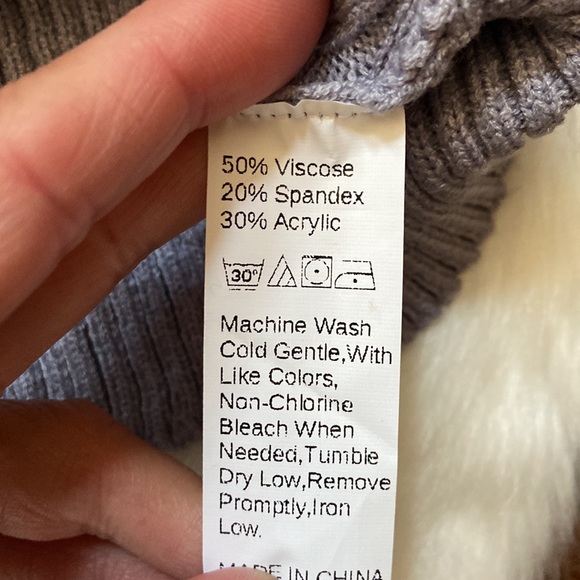 50% Viscose
20% Spandex
30% Acrylic
30°
Machine Wash
Cold Gentle,With
Like Colors,
Non-Chlorine
Bleach When
Needed,Tumble
Dry Low,Remove
Promptly,Iron
Low.
MADE IN CHINA